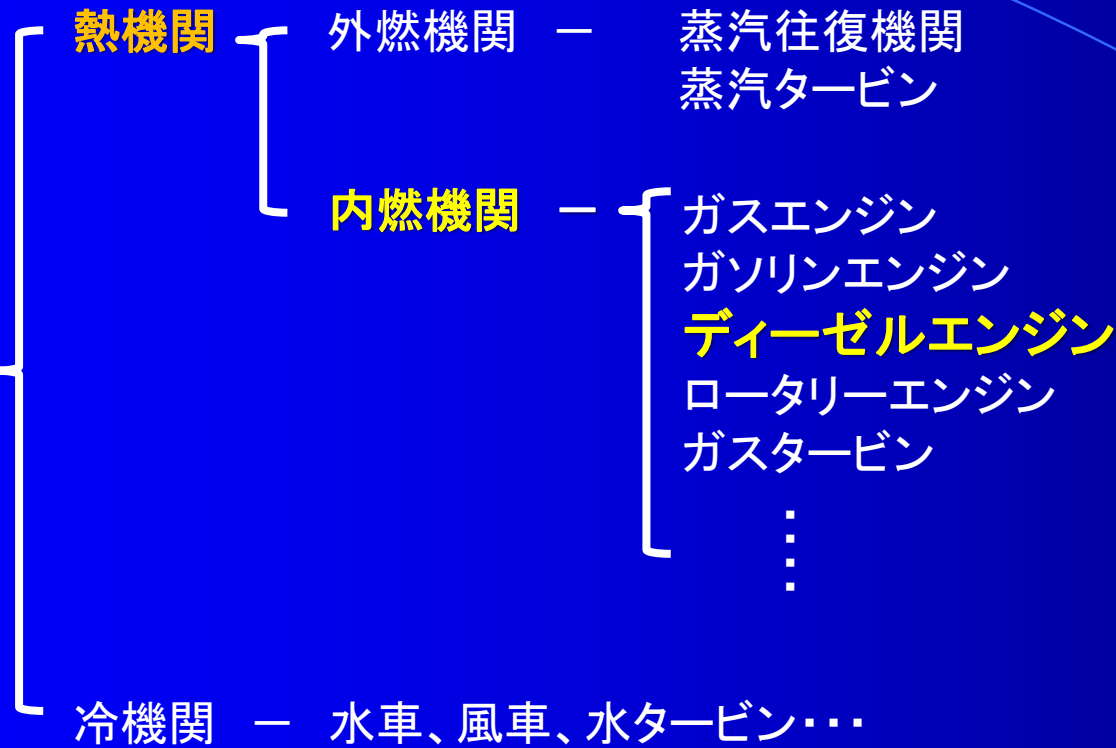 熱機関 外燃機関 － 蒸汽往復機関
蒸汽タービン
内燃機関 － ガスエンジン
ガソリンエンジン
ディーゼルエンジン
ロータリーエンジン
ガスタービン
・・・・
冷機関 － 水車、風車、水タービン・・・